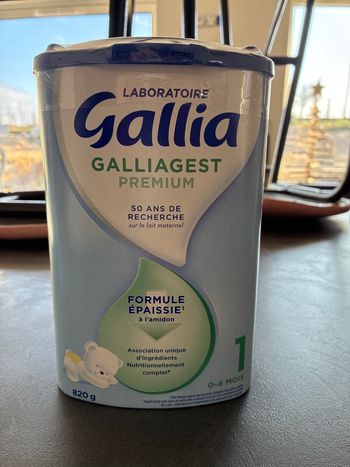 LABORATOIRE
Gallia
GALLIAGEST
PREMIUM
50 ANS DE
RECHERCHE
sur le lait maternel
FORMULE
ÉPAISSIE¹
à l'amidon
Association unique
d'ingrédients
Nutritionnellement
complet*
1
0-6 MOIS
820 g